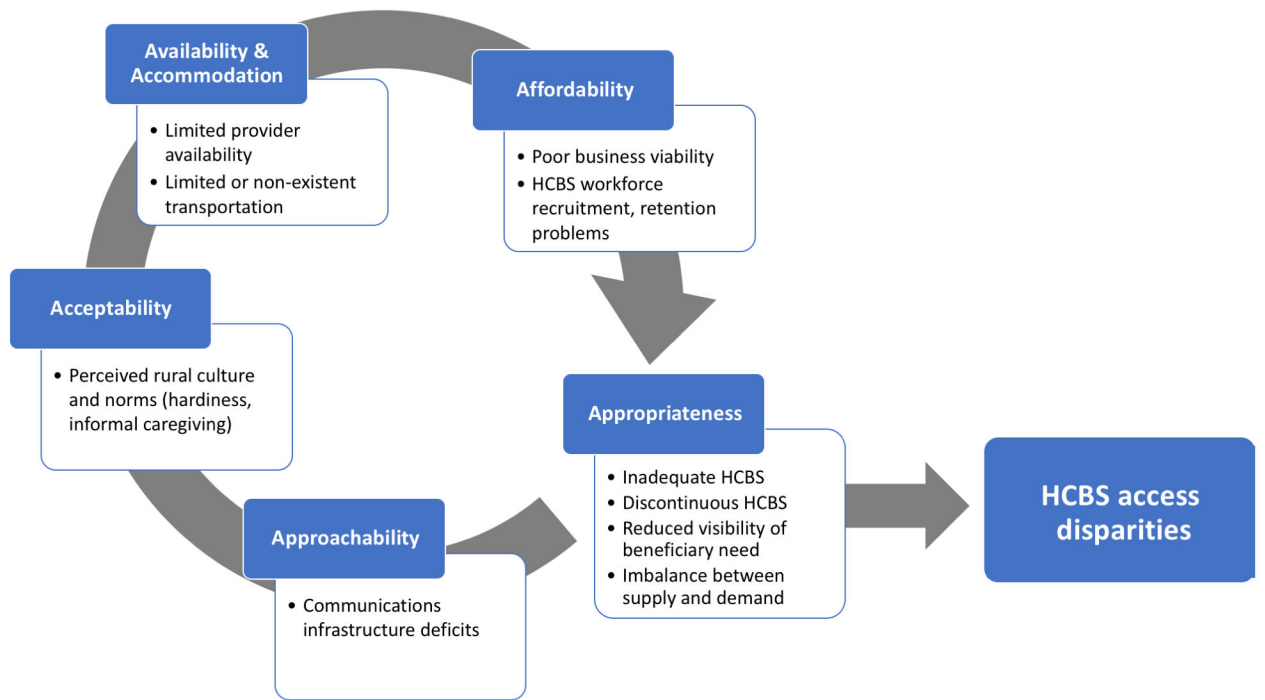 Availability &
Accommodation
• Limited provider
availability
• Limited or non-existent
transportation
Affordability
• Poor business viability
• HCBS workforce
recruitment, retention
problems
Acceptability
• Perceived rural culture
and norms (hardiness,
informal caregiving)
Approachability
• Communications
infrastructure deficits
Appropriateness
• Inadequate HCBS
• Discontinuous HCBS
• Reduced visibility of
beneficiary need
• Imbalance between
supply and demand
HCBS access
disparities